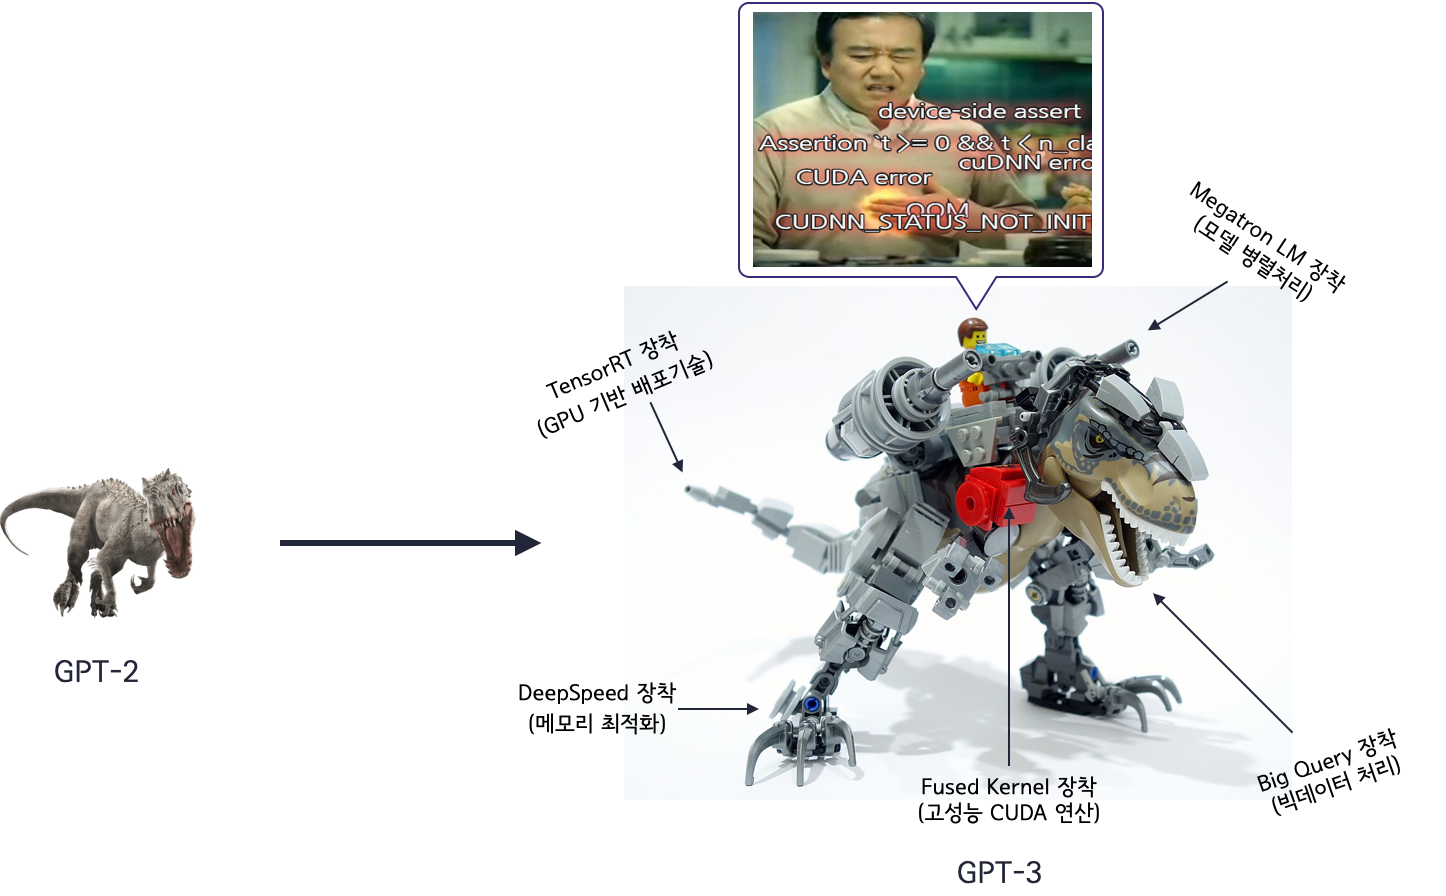 device-side assert
Assertion `t >= 0 && t < n_cla
cuDNN erro
CUDA error
OOM
CUDNN_STATUS_NOT_INIT
Megatron LM 장착
(모델 병렬처리)
TensorRT 장착
(GPU 기반 배포기술)
GPT-2
DeepSpeed 장착
(메모리 최적화)
Fused Kernel 장착
(고성능 CUDA 연산)
Big Query 장착
(빅데이터 처리)
GPT-3